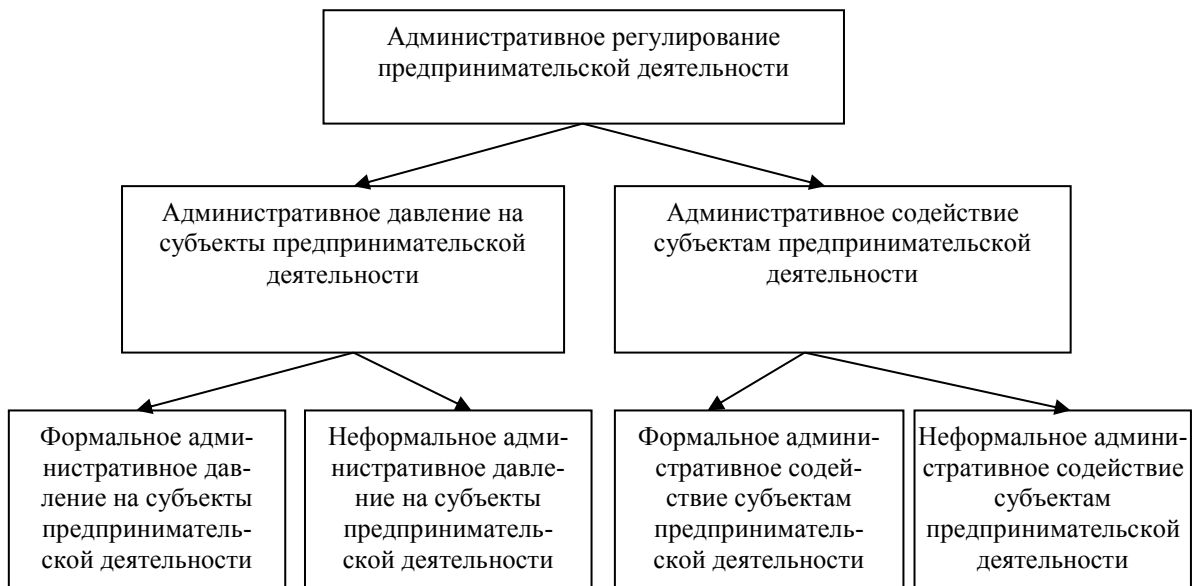 Административное регулирование
предпринимательской деятельности
Административное давление на
субъекты предпринимательской
деятельности
Административное содействие
субъектам предпринимательской
деятельности
Формальное адми-
нистративное дав-
ление на субъекты
предприниматель-
ской деятельности
Неформальное адми-
нистративное давле-
ние на субъекты
предприниматель-
ской деятельности
Формальное админи-
стративное содей-
ствие субъектам
предприниматель-
ской деятельности
Неформальное админи-
стративное содействие
субъектам
предпринимательской
деятельности